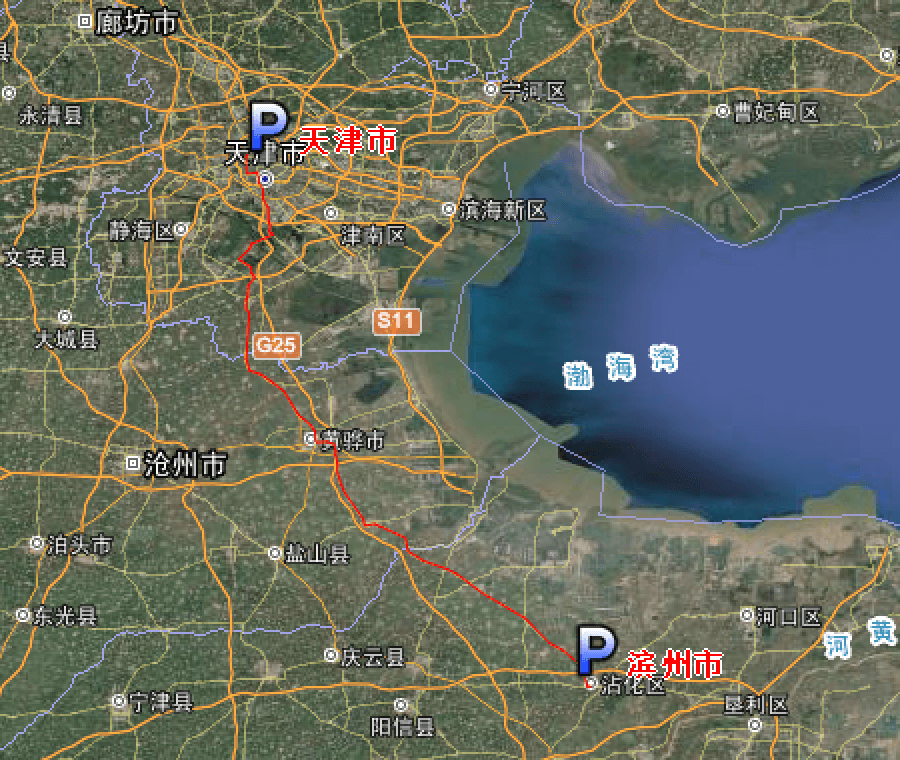 廊坊市
宁河区
永清县
曹妃甸区
天津市
天津市
滨海新区
静海区
津南区
文安县
S11
大城县
G25
渤海湾
黄骅市
沧州市
泊头市
盐山县
东光县
河口区
黄
河
庆云县
滨州市
沾化区
宁津县
垦利区
阳信县
县